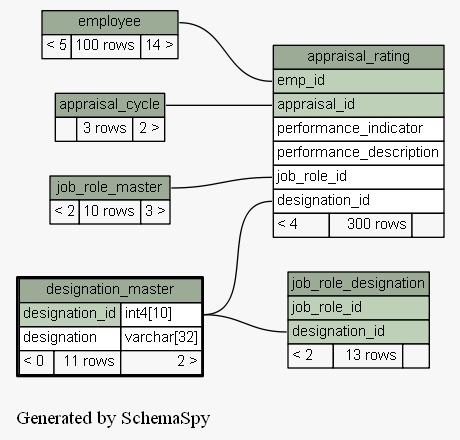 employee
< 5 100 rows 14 >
appraisal_cycle
3 rows 2 >
job_role_master
< 2 10 rows 3 >
designation_master
designation_id int4[10]
designation varchar[32]
< 0 11 rows 2 >
appraisal_rating
emp_id
appraisal_id
performance_indicator
performance_description
job_role_id
designation_id
< 4 300 rows
job_role_designation
job_role_id
designation_id
< 2 13 rows
Generated by SchemaSpy